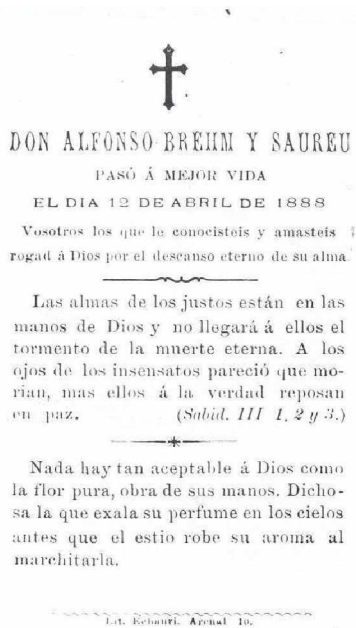 DON ALFONSO BREHM Y SAUREU
PASÓ Á MEJOR VIDA
EL DIA 12 DE ABRIL DE 1888
Vosotros los que le conocisteis y amasteis
rogad á Dios por el descanso eterno de su alma
Las almas de los justos están en las
manos de Dios y no llegará á ellos el
tormento de la muerte eterna. A los
ojos de los insensatos pareció que mo-
rian, mas ellos á la verdad reposan
en paz. (Sabid. III 1, 2 y 3.)
Nada hay tan aceptable á Dios como
la flor pura, obra de sus manos. Dicho-
sa la que exala su perfume en los cielos
antes que el estio robe su aroma al
marchitarla.
Lit. Arenal 10.